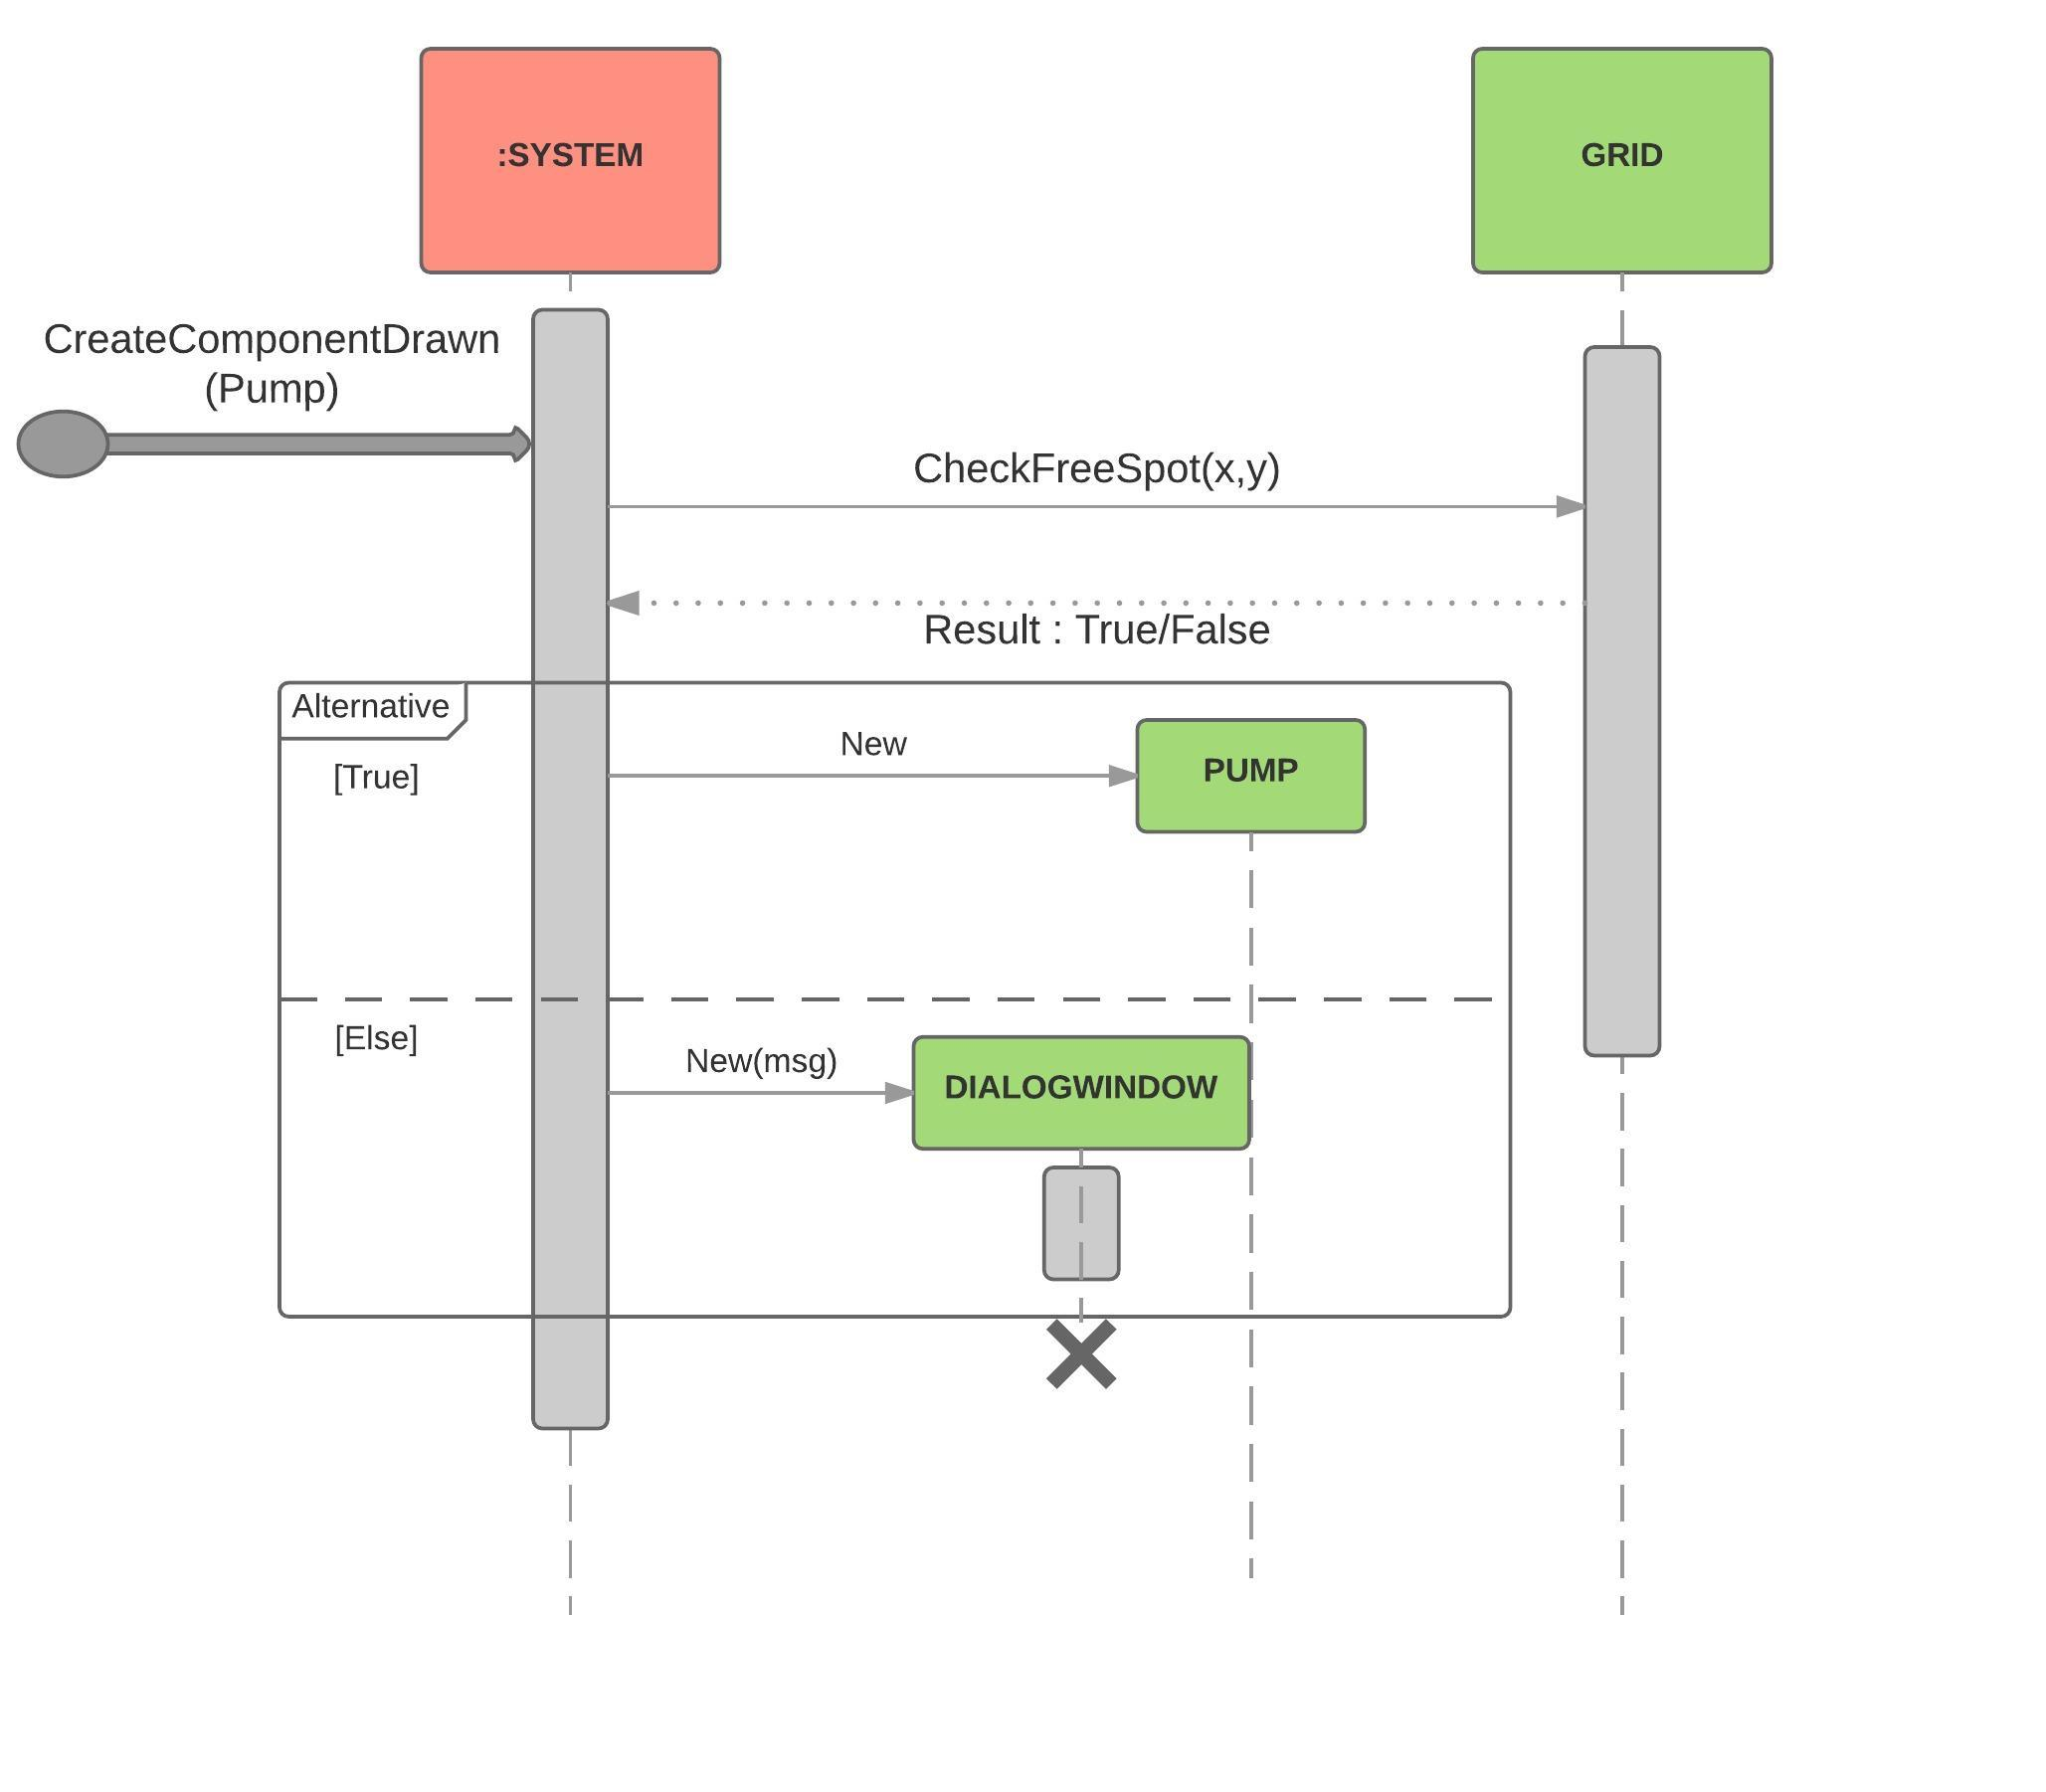 :SYSTEM
GRID
CreateComponentDrawn
(Pump)
CheckFreeSpot(x,y)
Result : True/False
Alternative
New
PUMP
[True]
[Else]
New(msg)
DIALOGWINDOW